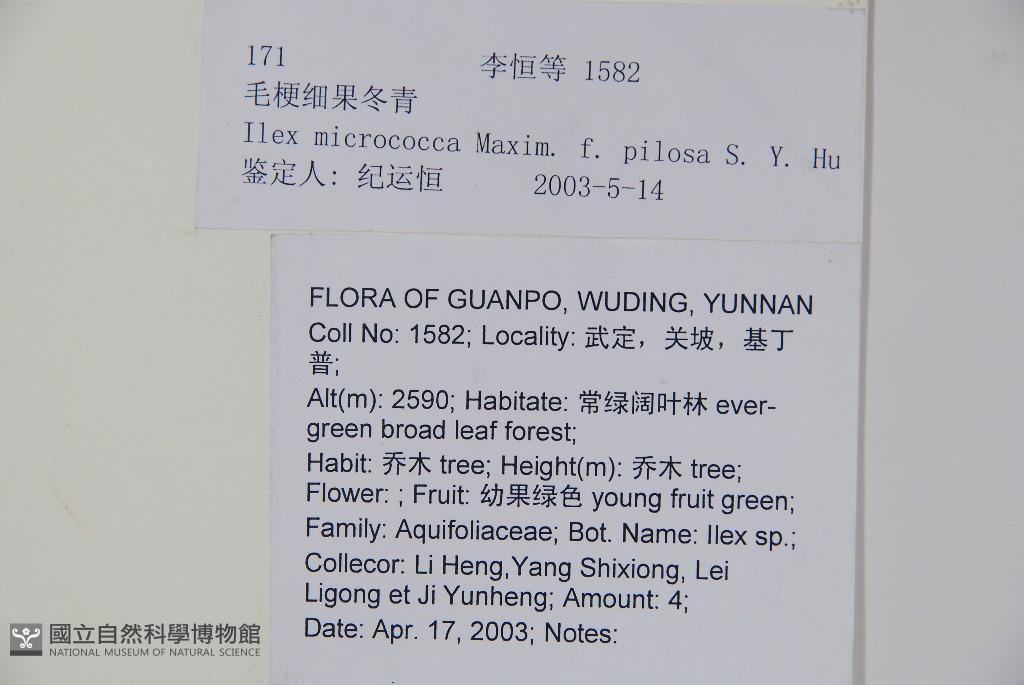 171 李恒等 1582
毛梗细果冬青
Ilex micrococca Maxim. f. pilosa S. Y. Hu
鉴定人: 纪运恒 2003-5-14
FLORA OF GUANPO, WUDING, YUNNAN
Coll No: 1582; Locality: 武定，关坡，基丁
普;
Alt(m): 2590; Habitate: 常绿阔叶林 ever-
green broad leaf forest;
Habit: 乔木 tree; Height(m): 乔木 tree;
Flower: ; Fruit: 幼果绿色 young fruit green;
Family: Aquifoliaceae; Bot. Name: Ilex sp.;
Collecor: Li Heng,Yang Shixiong, Lei
Ligong et Ji Yunheng; Amount: 4;
Date: Apr. 17, 2003; Notes:
國立自然科學博物館
NATIONAL MUSEUM OF NATURAL SCIENCE